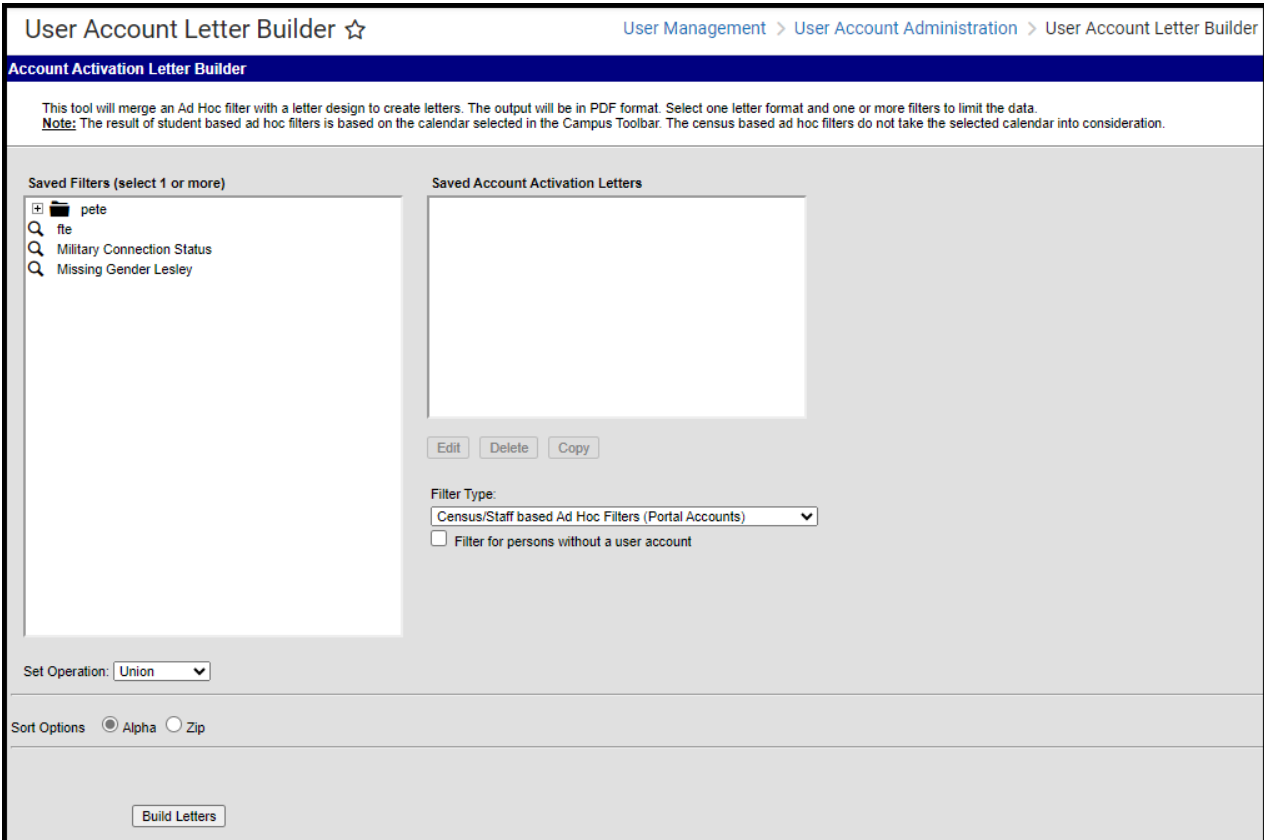 User Account Letter Builder ☆
User Management > User Account Administration > User Account Letter Builder
Account Activation Letter Builder
This tool will merge an Ad Hoc filter with a letter design to create letters. The output will be in PDF format. Select one letter format and one or more filters to limit the data.
Note: The result of student based ad hoc filters is based on the calendar selected in the Campus Toolbar. The census based ad hoc filters do not take the selected calendar into consideration.
Saved Filters (select 1 or more)
pete
fte
Military Connection Status
Missing Gender Lesley
Saved Account Activation Letters
Edit Delete Copy
Filter Type:
Census/Staff based Ad Hoc Filters (Portal Accounts)
Filter for persons without a user account
Set Operation: Union
Sort Options Alpha Zip
Build Letters